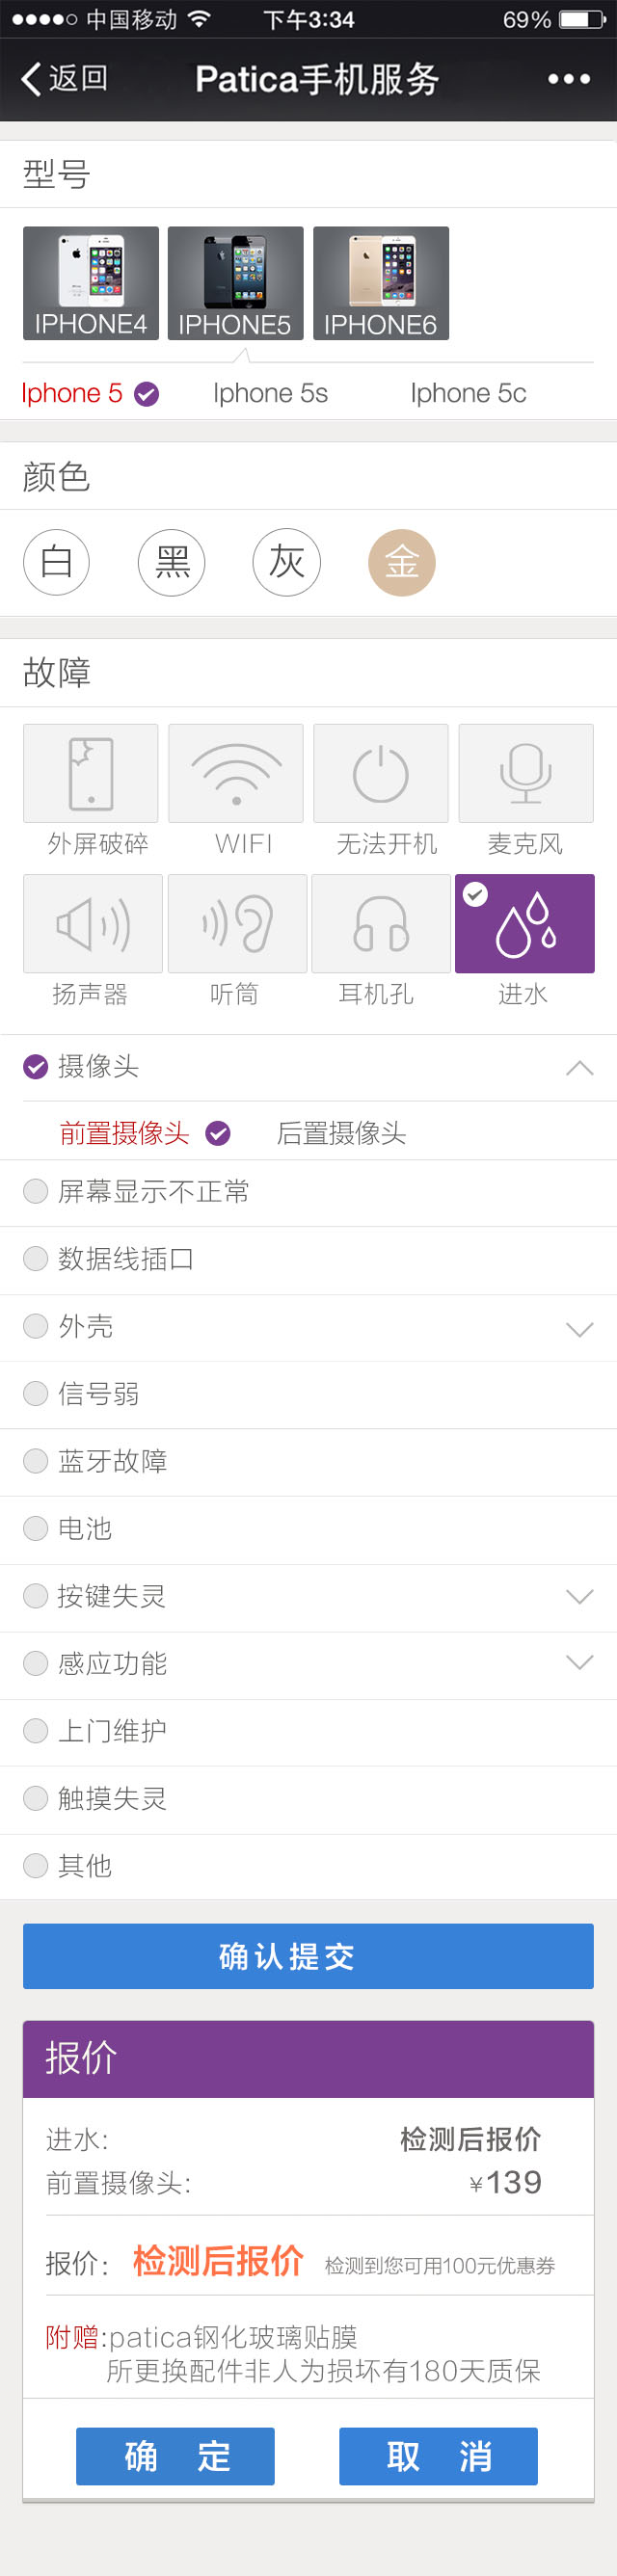 中国移动 下午3:34 69%
返回 Patica手机服务
型号
IPHONE4 IPHONE5 IPHONE6
Iphone 5 Iphone 5s Iphone 5c
颜色
白 黑 灰 金
故障
外屏破碎 WIFI 无法开机 麦克风
扬声器 听筒 耳机孔 进水
摄像头
前置摄像头 后置摄像头
屏幕显示不正常
数据线插口
外壳
信号弱
蓝牙故障
电池
按键失灵
感应功能
上门维护
触摸失灵
其他
确认提交
报价
进水: 检测后报价
前置摄像头: ¥139
报价: 检测后报价 检测到您可用100元优惠券
附赠:patica钢化玻璃贴膜
所更换配件非人为损坏有180天质保
确 定 取 消